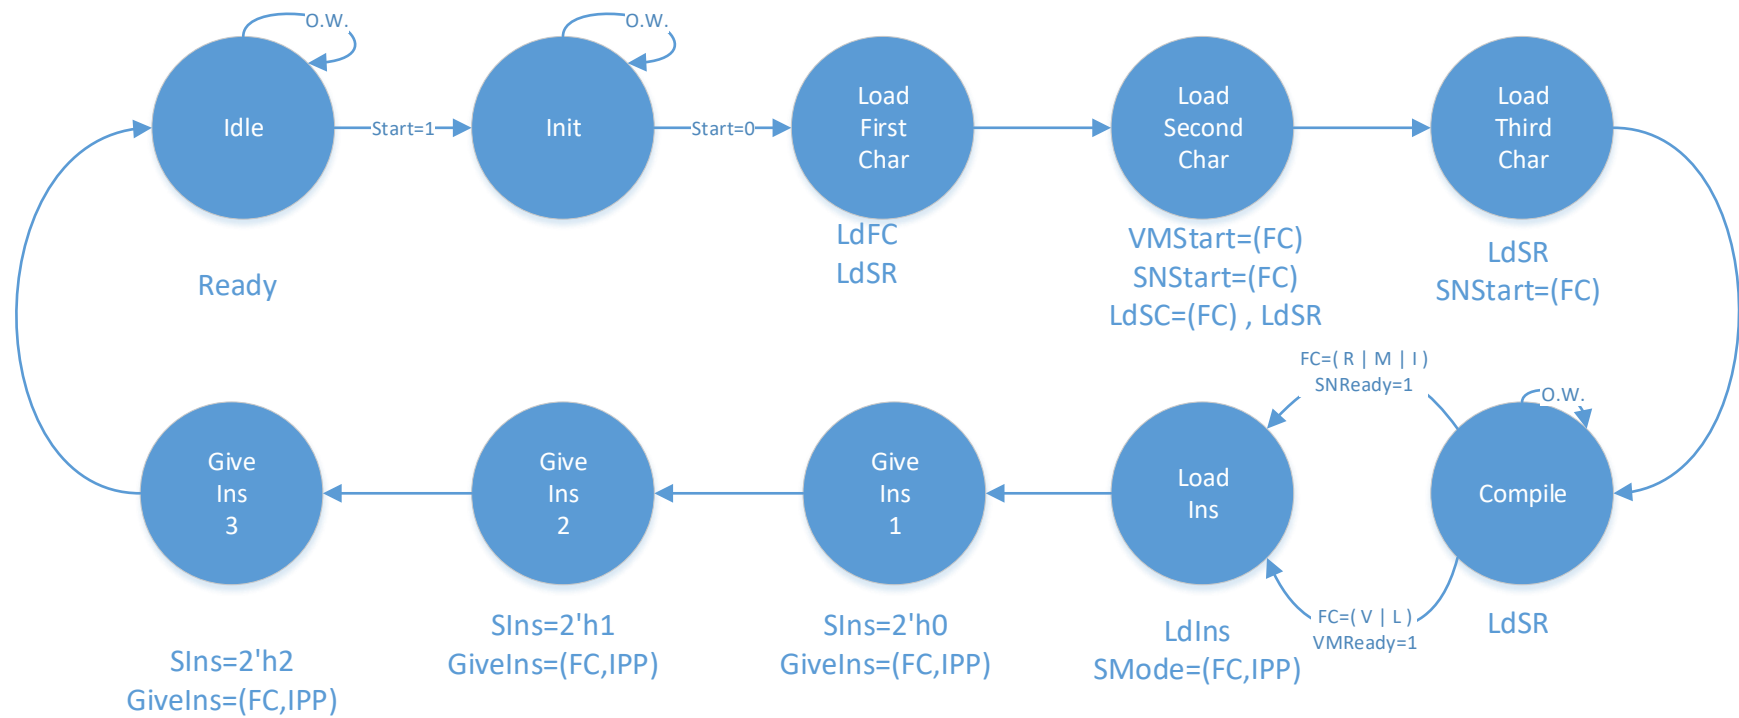 O.W.
O.W.
Idle
Start=1
Init
Start=0
Load
First
Char
Load
Second
Char
Load
Third
Char
Ready
LdFC
LdSR
VMStart=(FC)
SNStart=(FC)
LdSC=(FC) , LdSR
LdSR
SNStart=(FC)
FC=( R | M | I )
SNReady=1
O.W.
Give
Ins
3
Give
Ins
2
Give
Ins
1
Load
Ins
Compile
FC=( V | L )
VMReady=1
SIns=2'h2
GiveIns=(FC,IPP)
SIns=2'h1
GiveIns=(FC,IPP)
SIns=2'h0
GiveIns=(FC,IPP)
LdIns
SMode=(FC,IPP)
LdSR